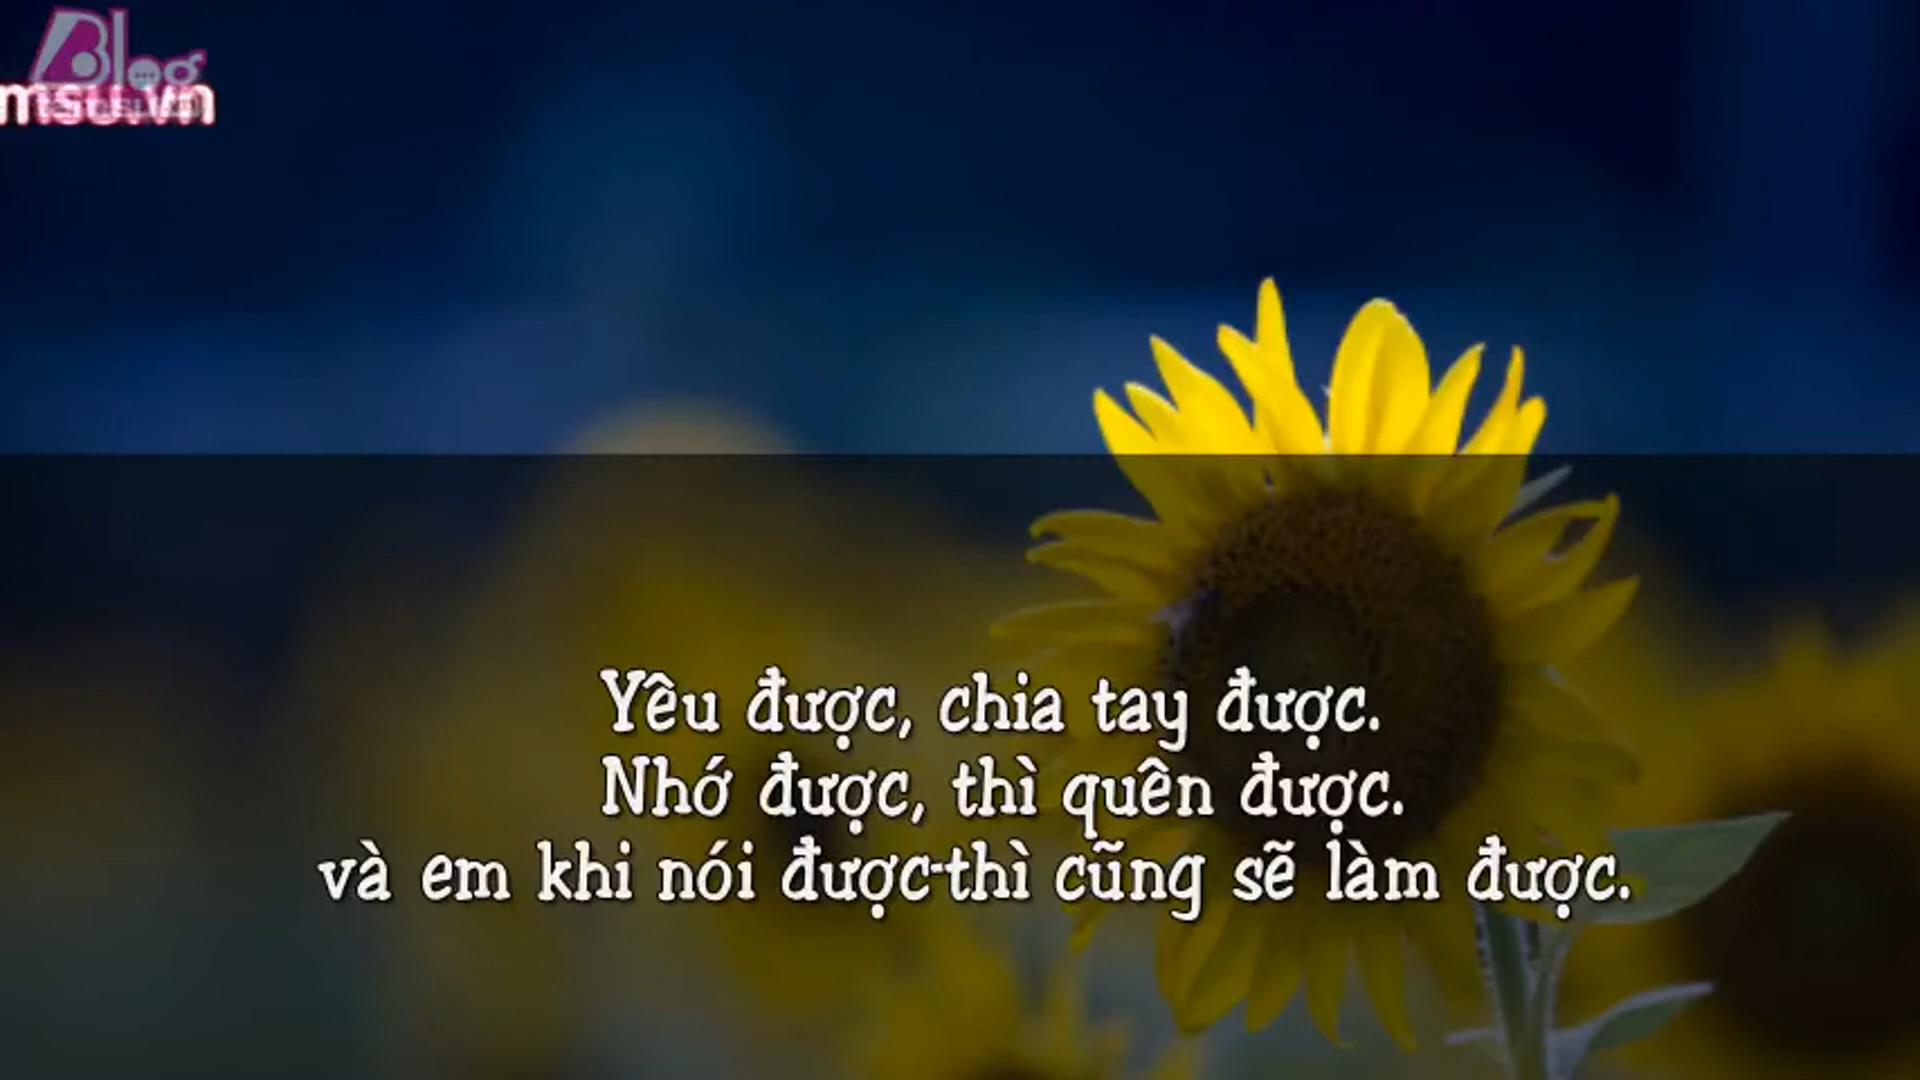 Blog
msu.vn
Yêu được, chia tay được.
Nhớ được, thì quên được.
và em khi nói được thì cũng sẽ làm được.